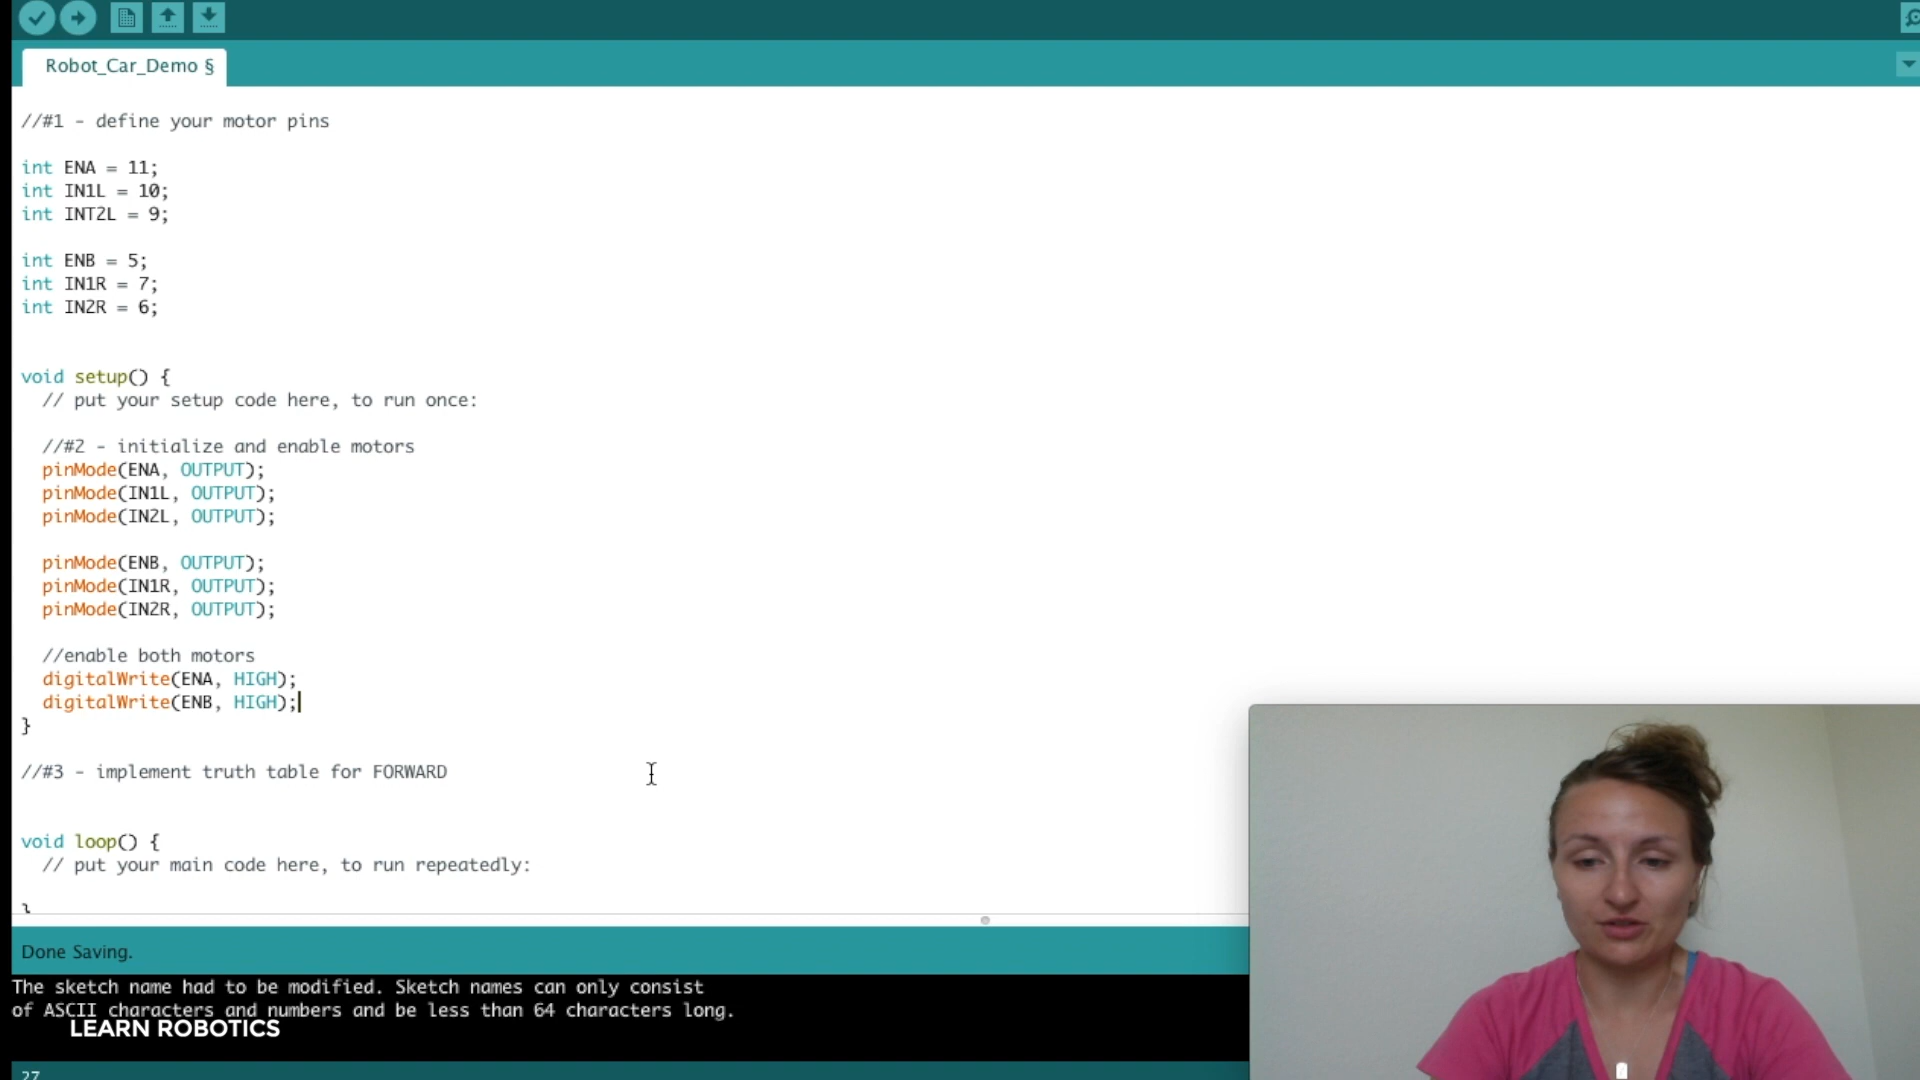 Robot_Car_Demo §
//#1 - define your motor pins
int ENA = 11;
int IN1L = 10;
int INT2L = 9;
int ENB = 5;
int IN1R = 7;
int IN2R = 6;
void setup() {
// put your setup code here, to run once:
//#2 - initialize and enable motors
pinMode(ENA, OUTPUT);
pinMode(IN1L, OUTPUT);
pinMode(IN2L, OUTPUT);
pinMode(ENB, OUTPUT);
pinMode(IN1R, OUTPUT);
pinMode(IN2R, OUTPUT);
//enable both motors
digitalWrite(ENA, HIGH);
digitalWrite(ENB, HIGH);
}
//#3 - implement truth table for FORWARD
void loop() {
// put your main code here, to run repeatedly:
}
Done Saving.
The sketch name had to be modified. Sketch names can only consist
of ASCII characters and numbers and be less than 64 characters long.
LEARN ROBOTICS
27